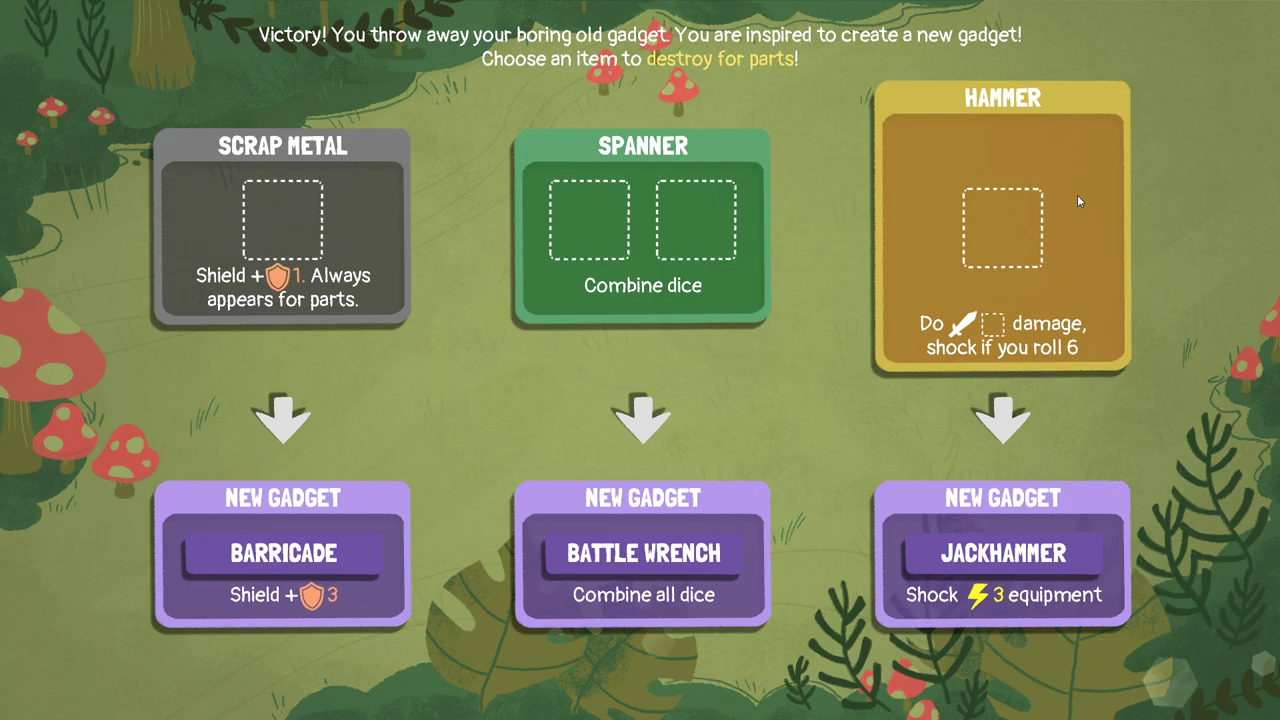 Victory! You throw away your boring old gadget. You are inspired to create a new gadget!
Choose an item to destroy for parts!
SCRAP METAL
Shield + 1. Always
appears for parts.
SPANNER
Combine dice
HAMMER
Do damage,
shock if you roll 6
NEW GADGET
BARRICADE
Shield + 3
NEW GADGET
BATTLE WRENCH
Combine all dice
NEW GADGET
JACKHAMMER
Shock 3 equipment